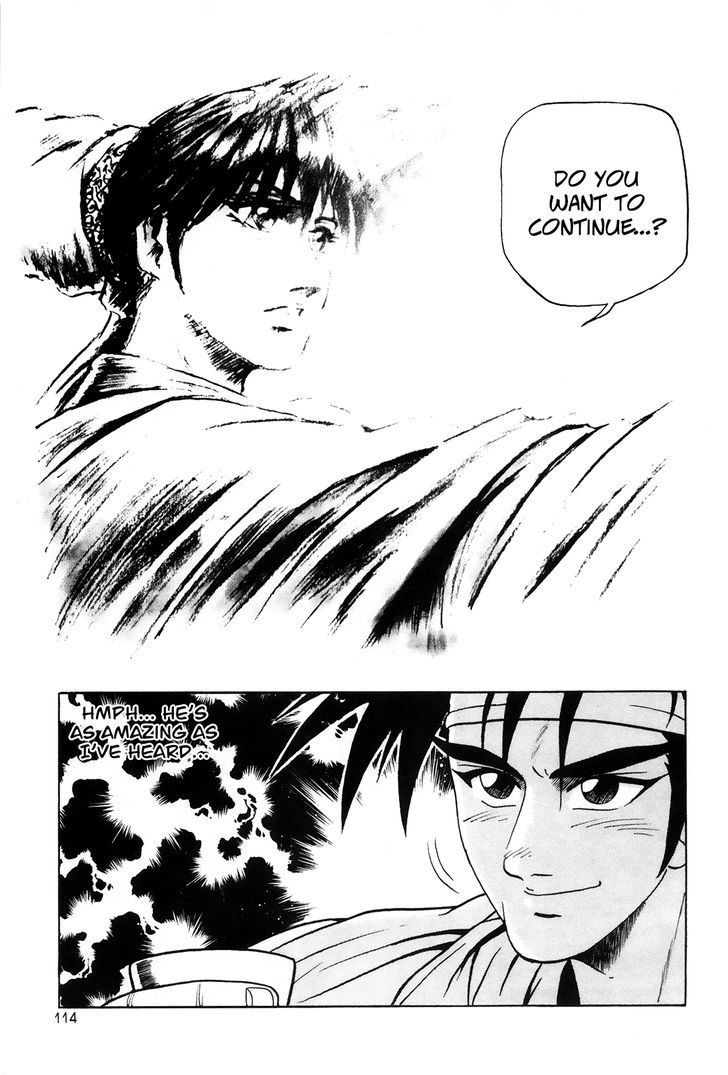 DO YOU
WANT TO
CONTINUE...?
HMPH... HE'S
AS AMAZING AS
I'VE HEARD...
114